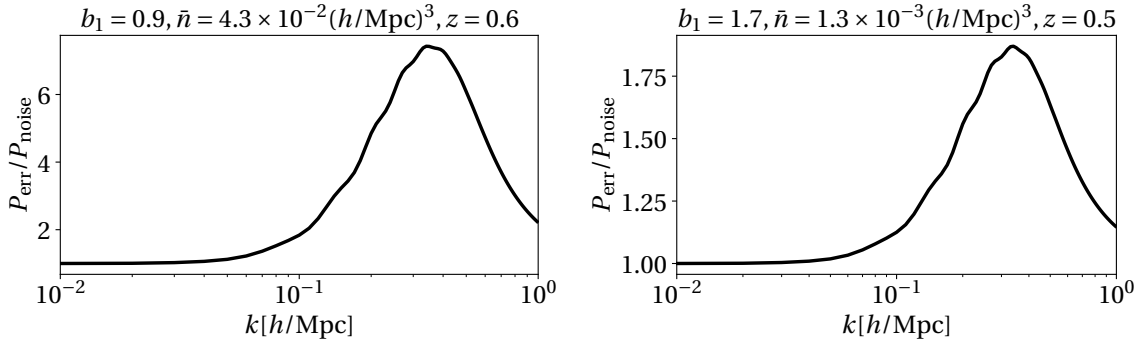 b₁ = 0.9, n̄ = 4.3 × 10⁻²(h/Mpc)³, z = 0.6
6
4
2
P_err/P_noise
10⁻² 10⁻¹ 10⁰
k[h/Mpc]
b₁ = 1.7, n̄ = 1.3 × 10⁻³(h/Mpc)³, z = 0.5
1.75
1.50
1.25
1.00
P_err/P_noise
10⁻² 10⁻¹ 10⁰
k[h/Mpc]